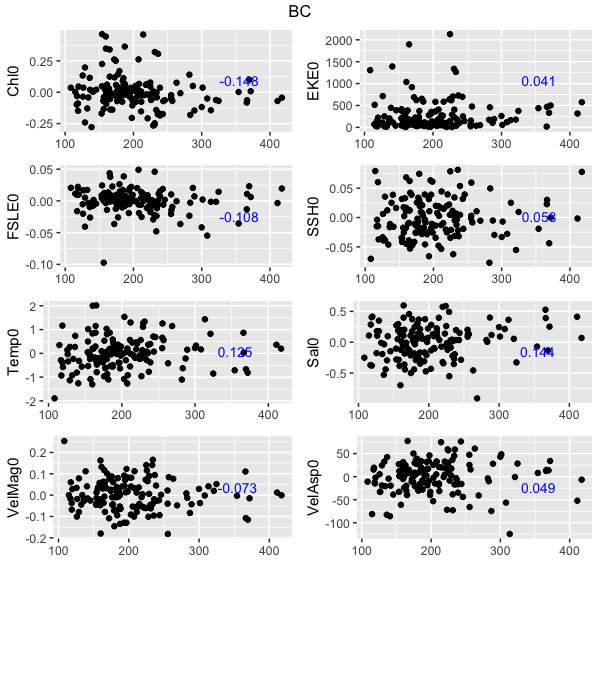 BC
Chl0
0.25
0.00
-0.25
-0.148
100 200 300 400
EKE0
2000
1500
1000
500
0
0.041
100 200 300 400
FSLE0
0.05
0.00
-0.05
-0.10
-0.108
100 200 300 400
SSH0
0.05
0.00
-0.05
0.058
100 200 300 400
Temp0
2
1
0
-1
-2
0.125
100 200 300 400
Sal0
0.5
0.0
-0.5
0.144
100 200 300 400
VelMag0
0.2
0.1
0.0
-0.1
-0.2
-0.073
100 200 300 400
VelAsp0
50
0
-50
-100
0.049
100 200 300 400